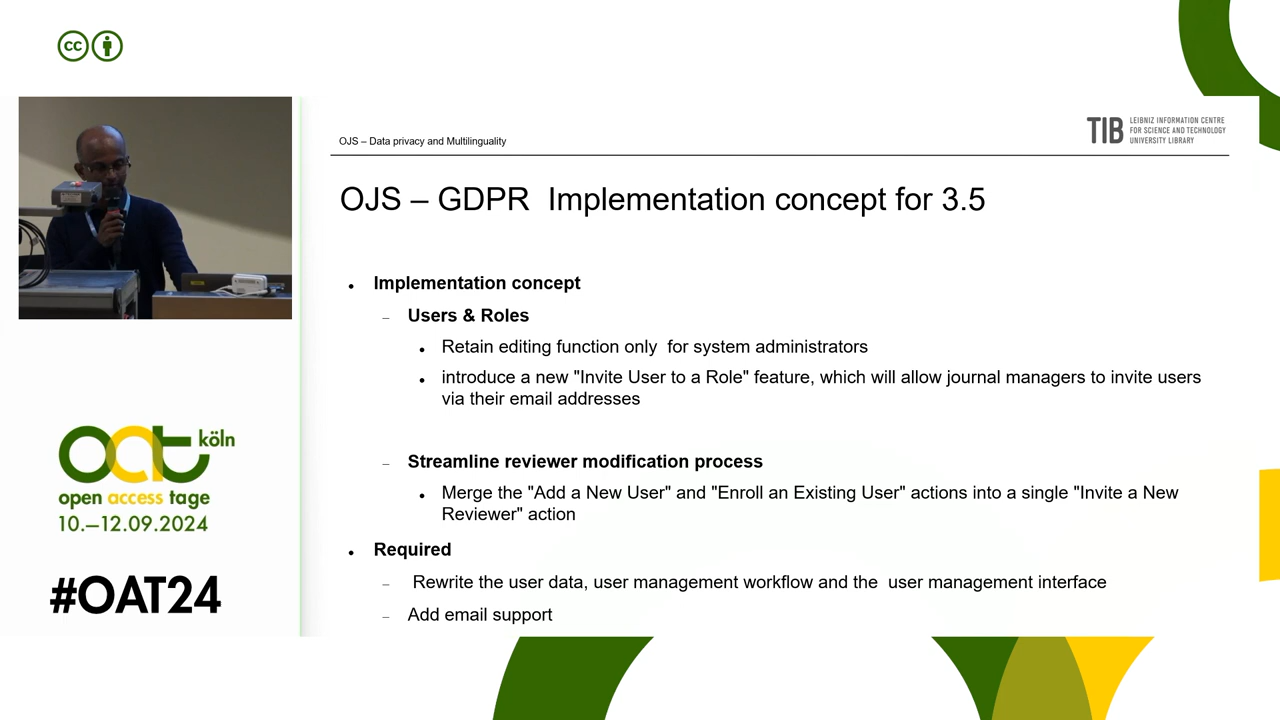 cc
OJS – Data privacy and Multilinguality
TIB LEIBNIZ INFORMATION CENTRE
FOR SCIENCE AND TECHNOLOGY
UNIVERSITY LIBRARY
OJS – GDPR  Implementation concept for 3.5
• Implementation concept
– Users & Roles
• Retain editing function only  for system administrators
• introduce a new "Invite User to a Role" feature, which will allow journal managers to invite users
via their email addresses
– Streamline reviewer modification process
• Merge the "Add a New User" and "Enroll an Existing User" actions into a single "Invite a New
Reviewer" action
• Required
– Rewrite the user data, user management workflow and the  user management interface
– Add email support
oat köln
open access tage
10.–12.09.2024
#OAT24